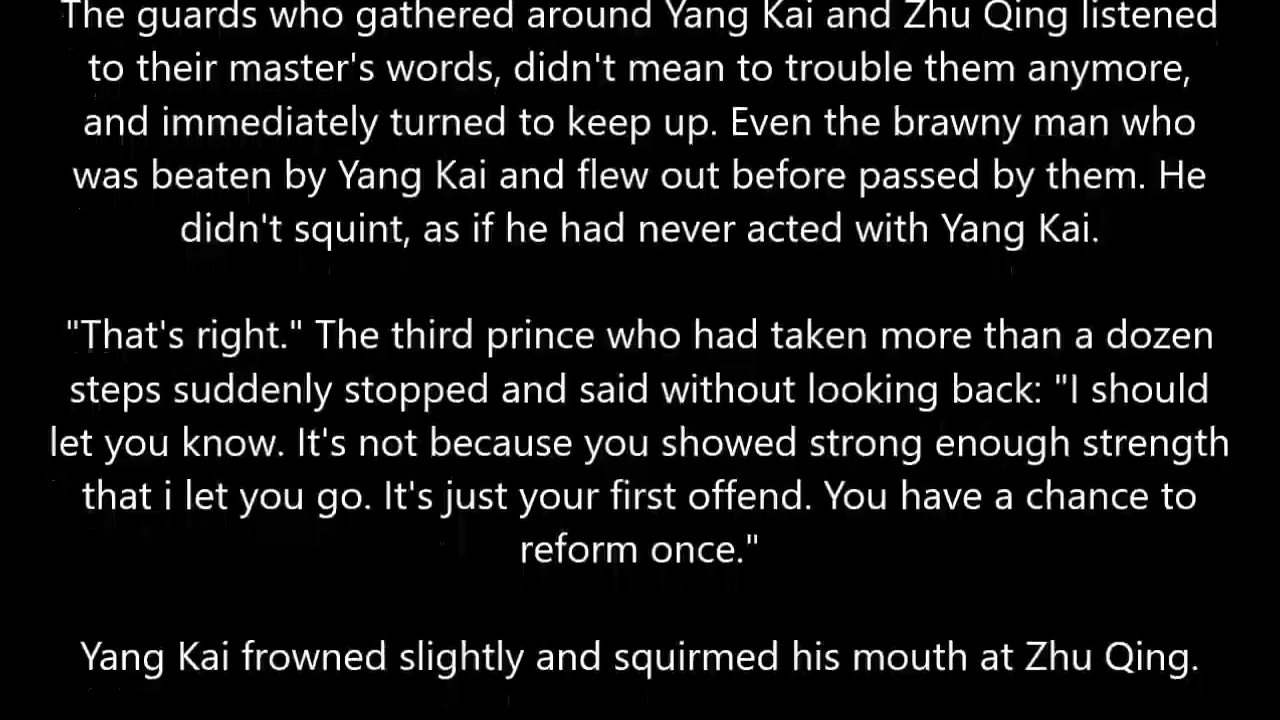 The guards who gathered around Yang Kai and Zhu Qing listened
to their master's words, didn't mean to trouble them anymore,
and immediately turned to keep up. Even the brawny man who
was beaten by Yang Kai and flew out before passed by them. He
didn't squint, as if he had never acted with Yang Kai.
"That's right." The third prince who had taken more than a dozen
steps suddenly stopped and said without looking back: "I should
let you know. It's not because you showed strong enough strength
that i let you go. It's just your first offend. You have a chance to
reform once."
Yang Kai frowned slightly and squirmed his mouth at Zhu Qing.